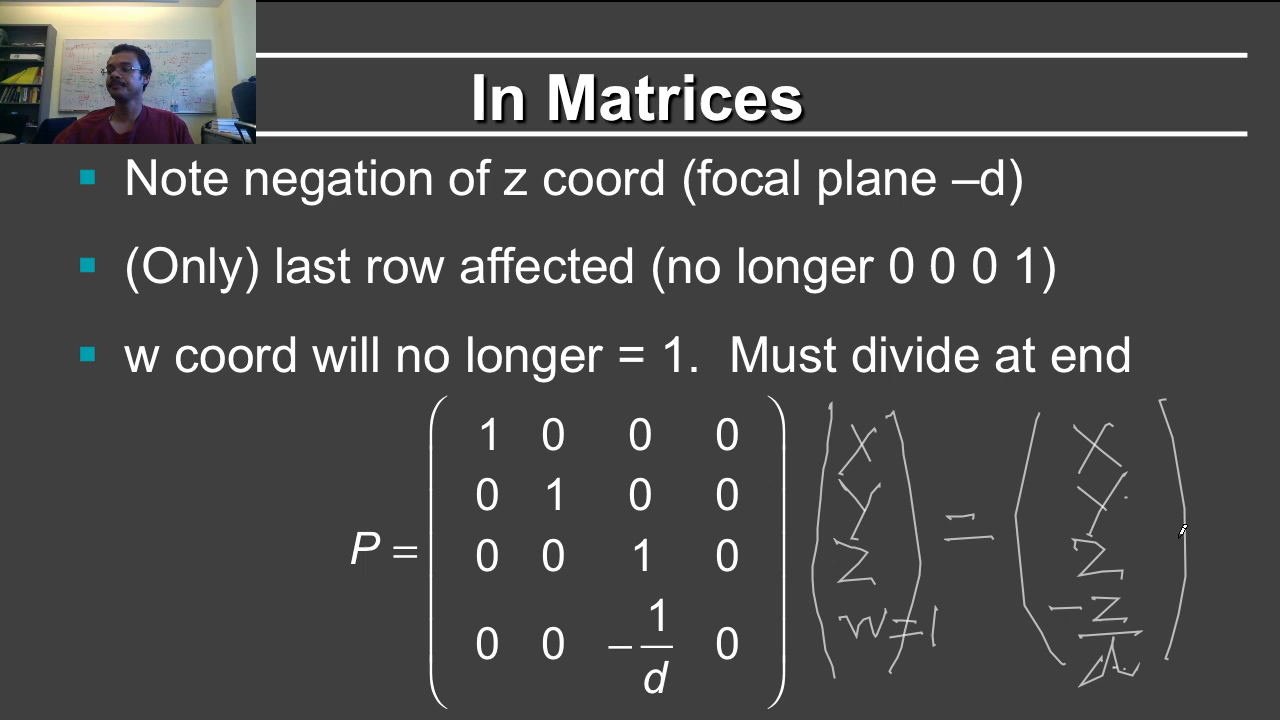 In Matrices
Note negation of z coord (focal plane –d)
(Only) last row affected (no longer 0 0 0 1)
w coord will no longer = 1. Must divide at end
P =
1 0 0 0
0 1 0 0
0 0 1 0
0 0 –1/d 0
X
Y
Z
W=1
=
X
Y
Z
-Z/d